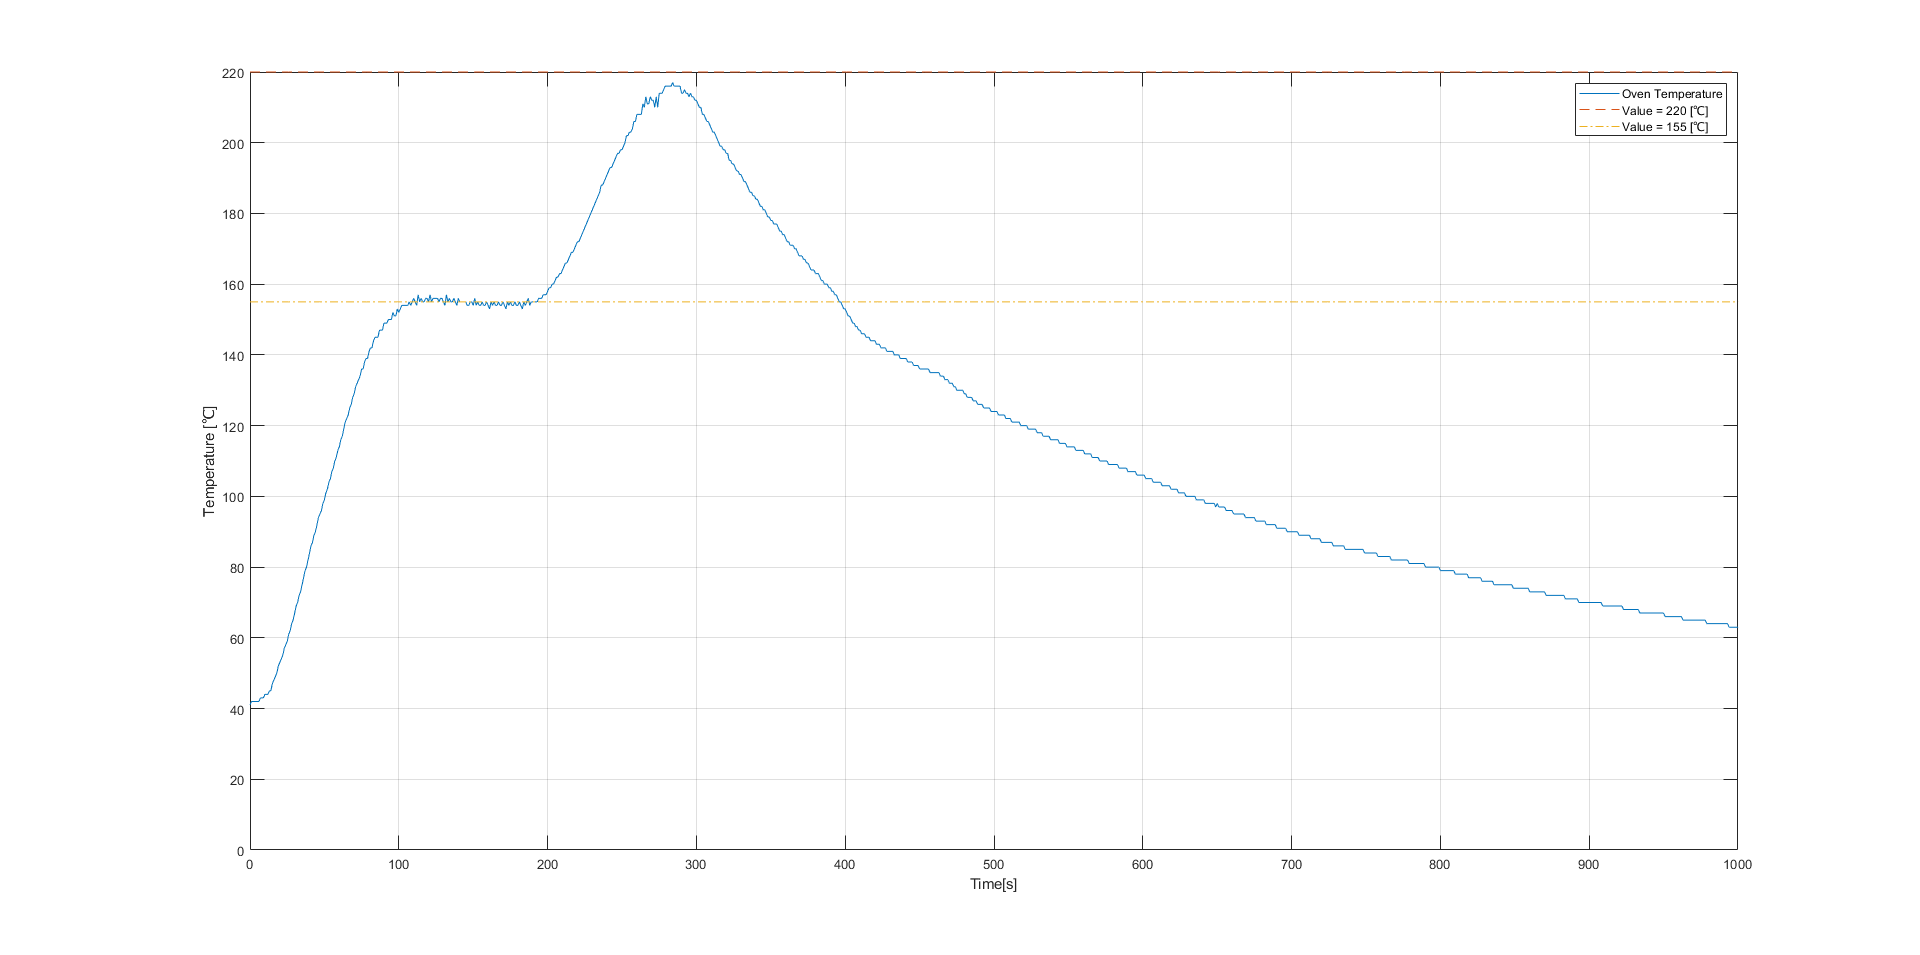 220
200
180
160
140
120
100
80
60
40
20
0
Temperature [℃]
Oven Temperature
Value = 220 [℃]
Value = 155 [℃]
0 100 200 300 400 500 600 700 800 900 1000
Time[s]